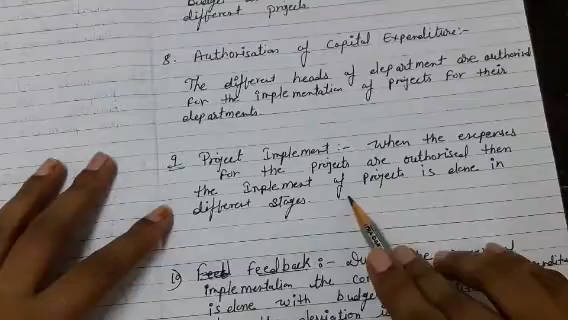 different projects.
8. Authorisation of Capital Expenditure:-
The different heads of department are authorised
for the implementation of projects for their
departments
9 Project Implement :- When the expenses
for the projects are authorised then
the Implement of projects is done in
different stages.
10) Feedback :-
implementation the
is done with
deviation